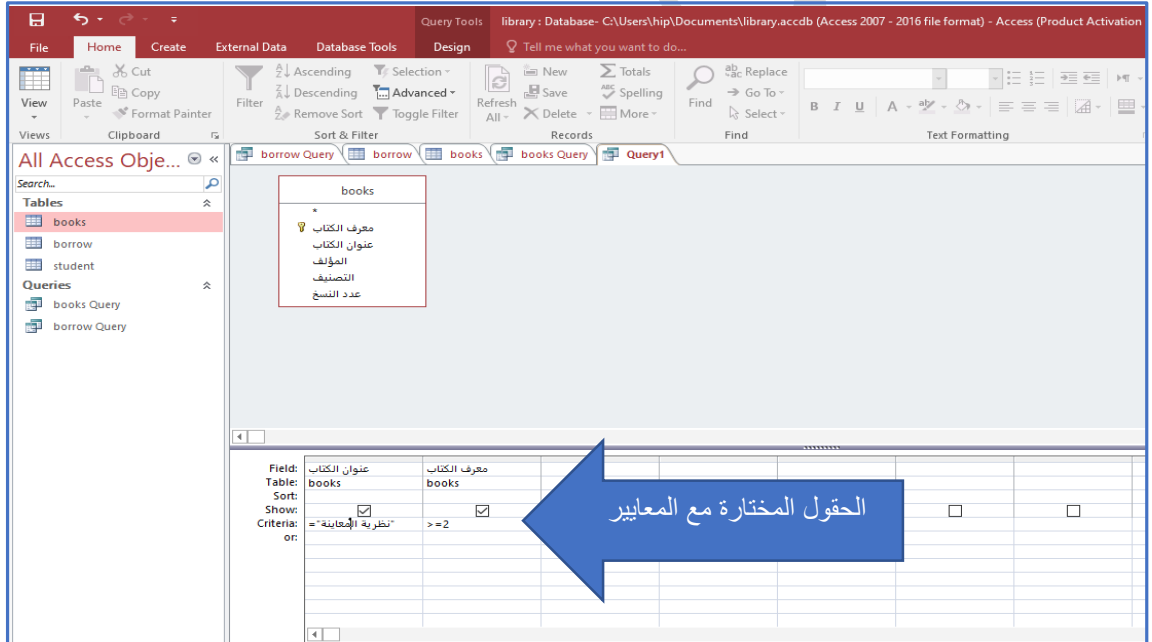 Query Tools library : Database- C:\Users\hip\Documents\library.accdb (Access 2007 - 2016 file format) - Access (Product Activation
File Home Create External Data Database Tools Design Tell me what you want to do...
View
Views
Paste
Cut
Copy
Format Painter
Clipboard
Filter
Ascending
Descending
Remove Sort
Selection
Advanced
Toggle Filter
Sort & Filter
Refresh All
New
Save
Delete
Totals
Spelling
More
Records
Find
Replace
Go To
Select
Find
B I U A
Text Formatting
All Access Obje...
Search...
Tables
books
borrow
student
Queries
books Query
borrow Query
borrow Query borrow books books Query Query1
books
*
معرف الكتاب
عنوان الكتاب
المؤلف
التصنيف
عدد النسخ
Field: عنوان الكتاب معرف الكتاب
Table: books books
Sort:
Show:
Criteria: ="نظرية المعاينة" >=2
or:
الحقول المختارة مع المعايير